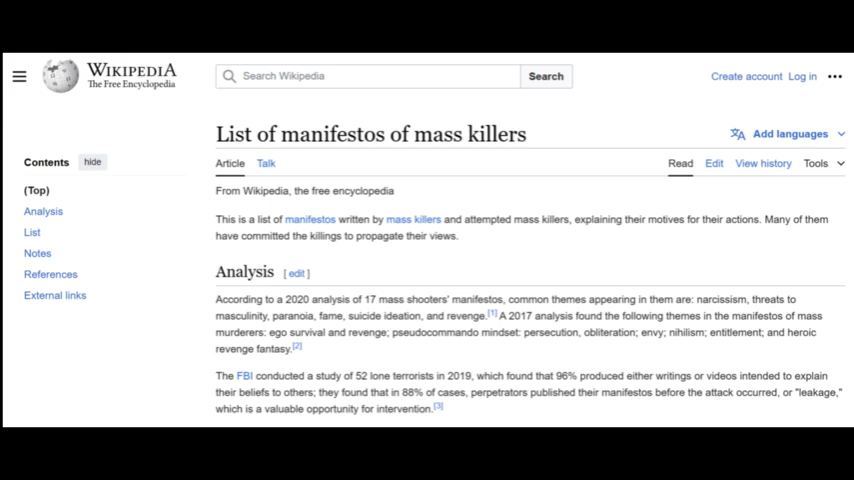 WIKIPEDIA
The Free Encyclopedia
Search Wikipedia
Search
Create account Log in
List of manifestos of mass killers
Add languages
Contents hide
Article Talk
Read Edit View history Tools
(Top)
From Wikipedia, the free encyclopedia
Analysis
List
Notes
References
External links
This is a list of manifestos written by mass killers and attempted mass killers, explaining their motives for their actions. Many of them
have committed the killings to propagate their views.
Analysis [ edit ]
According to a 2020 analysis of 17 mass shooters' manifestos, common themes appearing in them are: narcissism, threats to
masculinity, paranoia, fame, suicide ideation, and revenge.[1] A 2017 analysis found the following themes in the manifestos of mass
murderers: ego survival and revenge; pseudocommando mindset: persecution, obliteration; envy; nihilism; entitlement; and heroic
revenge fantasy.[2]
The FBI conducted a study of 52 lone terrorists in 2019, which found that 96% produced either writings or videos intended to explain
their beliefs to others; they found that in 88% of cases, perpetrators published their manifestos before the attack occurred, or "leakage,"
which is a valuable opportunity for intervention.[3]